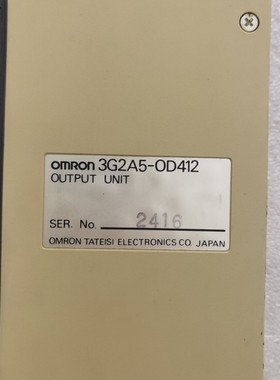 OMRON 3G2A5-OD412
OUTPUT UNIT
SER. No. 2416
OMRON TATEISI ELECTRONICS CO. JAPAN